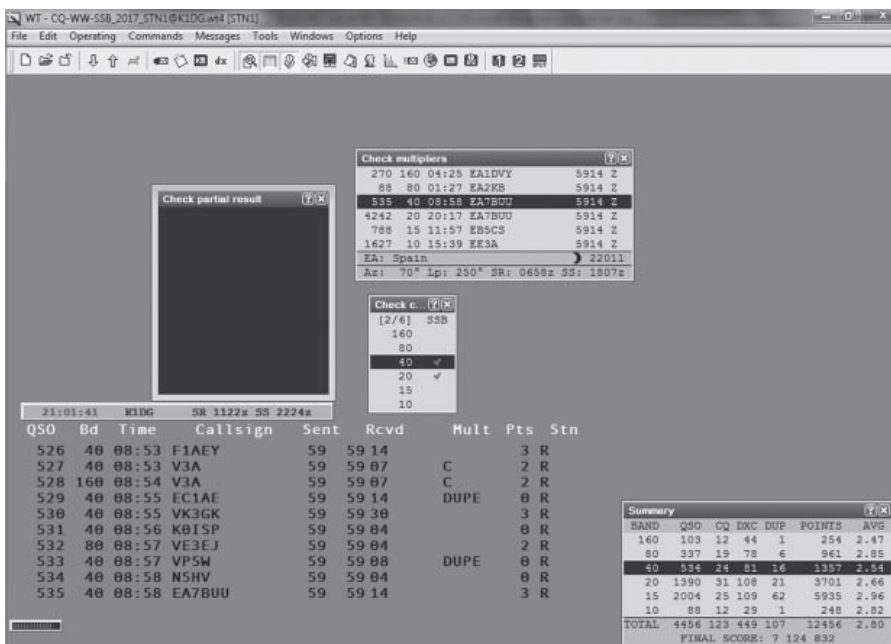 WT - CQ-WW-SSB_2017_STN1@K1DG.wt4 [STN1]
File Edit Operating Commands Messages Tools Windows Options Help
dx
Check multipliers
270 160 04:25 EA1DVY 5914 Z
88 80 01:27 EA2KB 5914 Z
535 40 08:58 EA7BUU 5914 Z
4242 20 20:17 EA7BUU 5914 Z
788 15 11:57 EB5CS 5914 Z
1627 10 15:39 EE3A 5914 Z
EA: Spain 22011
Az: 70° Lp: 250° SR: 0658z SS: 1807z
Check partial result
Check c...
[2/6] SSB
160
80
40 ✓
20 ✓
15
10
21:01:41 K1DG SR 1122z SS 2224z
QSO Bd Time Callsign Sent Rcvd Mult Pts Stn
526 40 08:53 F1AEY 59 59 14 3 R
527 40 08:53 V3A 59 59 07 C 2 R
528 160 08:54 V3A 59 59 07 C 2 R
529 40 08:55 EC1AE 59 59 14 DUPE 0 R
530 40 08:55 VK3GK 59 59 30 3 R
531 40 08:56 K0ISP 59 59 04 0 R
532 80 08:57 VE3EJ 59 59 04 2 R
533 40 08:57 VP5W 59 59 08 DUPE 0 R
534 40 08:58 N5HV 59 59 04 0 R
535 40 08:58 EA7BUU 59 59 14 3 R
Summary
BAND QSO CQ DXC DUP POINTS AVG
160 103 12 44 1 254 2.47
80 337 19 78 6 961 2.85
40 534 24 81 16 1357 2.54
20 1390 31 108 21 3701 2.66
15 2004 25 109 62 5935 2.96
10 88 12 29 1 248 2.82
TOTAL 4456 123 449 107 12456 2.80
FINAL SCORE: 7 124 832